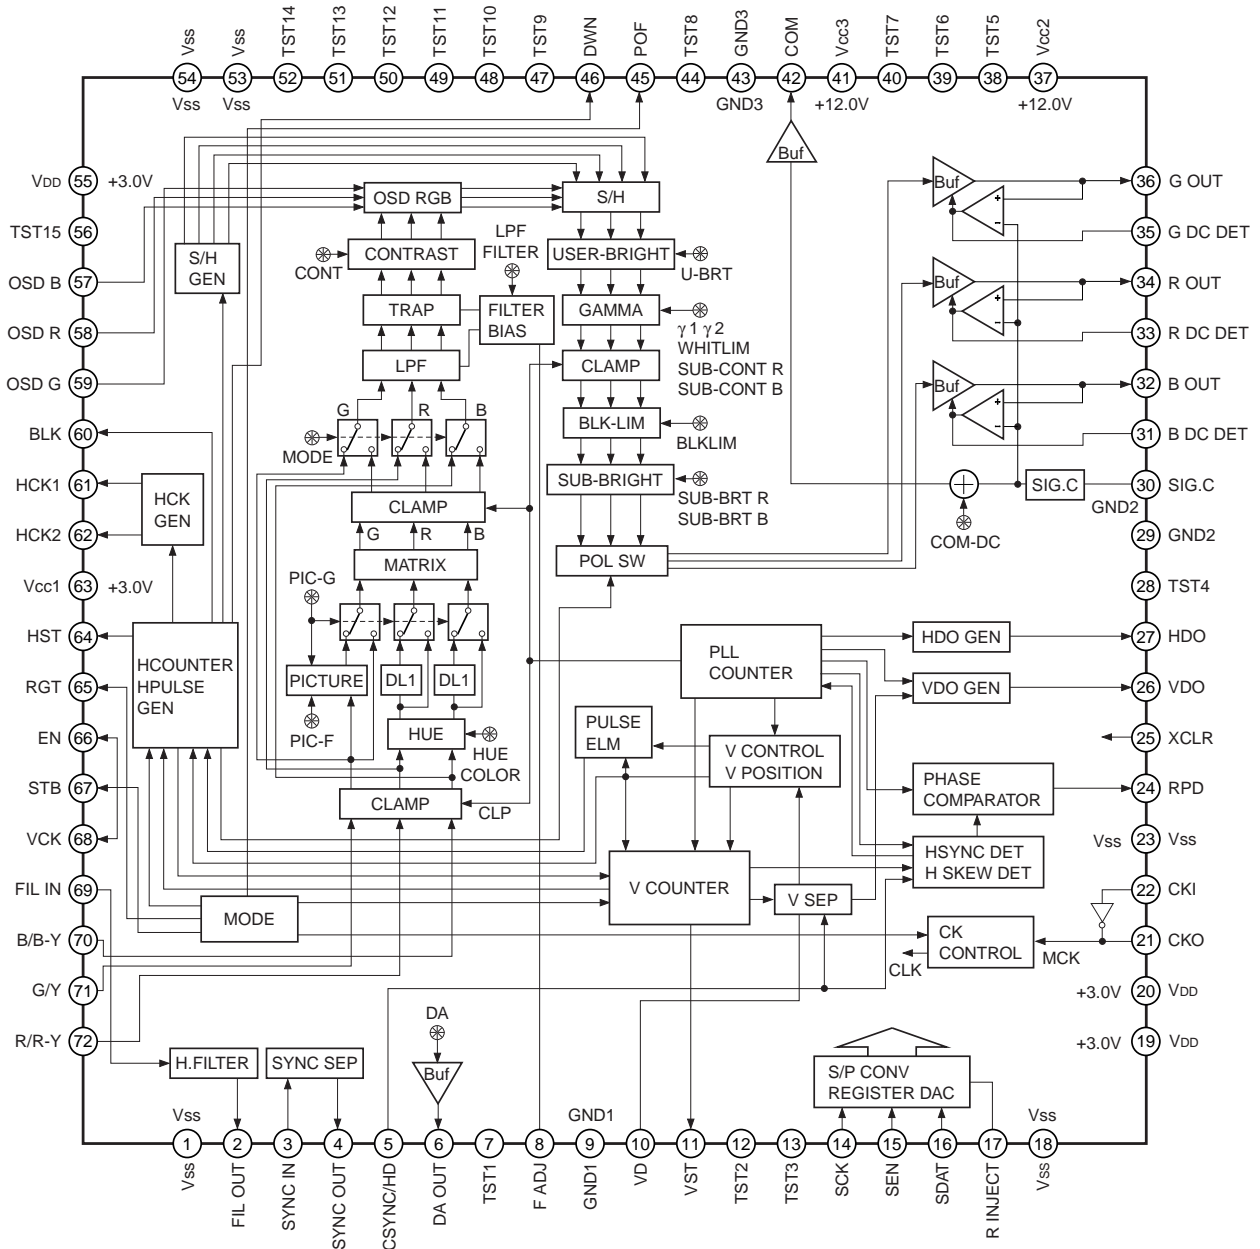 Vss
Vss
TST14
TST13
TST12
TST11
TST10
TST9
DWN
POF
TST8
GND3
COM
Vcc3
TST7
TST6
TST5
Vcc2
54
53
52
51
50
49
48
47
46
45
44
43
42
41
40
39
38
37
Vss
Vss
GND3
+12.0V
+12.0V
Buf
VDD 55 +3.0V
TST15 56
OSD B 57
OSD R 58
OSD G 59
BLK 60
HCK1 61
HCK2 62
Vcc1 63 +3.0V
HST 64
RGT 65
EN 66
STB 67
VCK 68
FIL IN 69
B/B-Y 70
G/Y 71
R/R-Y 72
S/H
GEN
HCK
GEN
HCOUNTER
HPULSE
GEN
MODE
OSD RGB
CONT
CONTRAST
TRAP
LPF
LPF
FILTER
FILTER
BIAS
G
R
B
MODE
CLAMP
G
R
B
MATRIX
PIC-G
PICTURE
DL1
DL1
PIC-F
HUE
HUE
COLOR
CLAMP
CLP
S/H
USER-BRIGHT
U-BRT
GAMMA
γ1 γ2
WHITLIM
SUB-CONT R
SUB-CONT B
CLAMP
BLK-LIM
BLKLIM
SUB-BRIGHT
SUB-BRT R
SUB-BRT B
POL SW
Buf
+
−
Buf
+
−
Buf
+
−
COM-DC
SIG.C
GND2
36 G OUT
35 G DC DET
34 R OUT
33 R DC DET
32 B OUT
31 B DC DET
30 SIG.C
29 GND2
28 TST4
27 HDO
26 VDO
25 XCLR
24 RPD
Vss 23 Vss
22 CKI
21 CKO
+3.0V 20 VDD
+3.0V 19 VDD
PLL
COUNTER
HDO GEN
VDO GEN
PULSE
ELM
V CONTROL
V POSITION
PHASE
COMPARATOR
HSYNC DET
H SKEW DET
V COUNTER
V SEP
CK
CONTROL
MCK
CLK
H.FILTER
SYNC SEP
DA
Buf
S/P CONV
REGISTER DAC
Vss
GND1
Vss
1
2
3
4
5
6
7
8
9
10
11
12
13
14
15
16
17
18
Vss
FIL OUT
SYNC IN
SYNC OUT
CSYNC/HD
DA OUT
TST1
F ADJ
GND1
VD
VST
TST2
TST3
SCK
SEN
SDAT
R INJECT
Vss